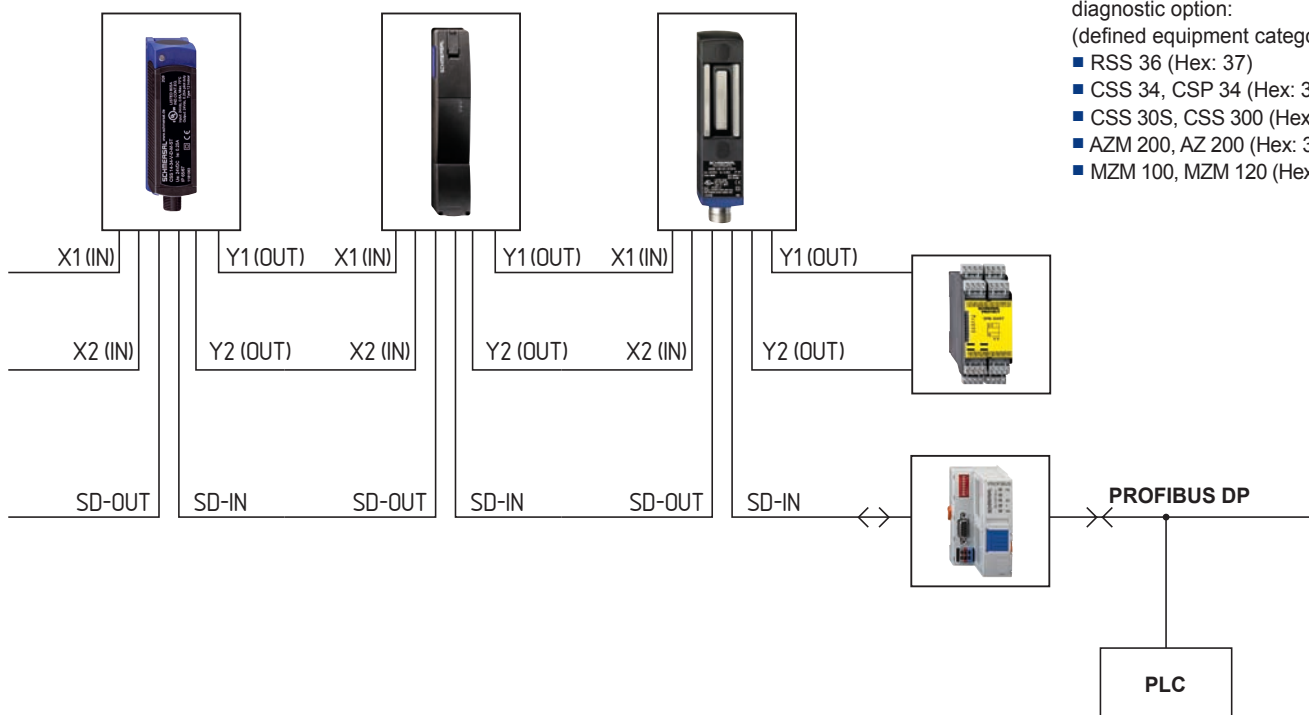 diagnostic option:
(defined equipment catego
■ RSS 36 (Hex: 37)
■ CSS 34, CSP 34 (Hex: 3
■ CSS 30S, CSS 300 (Hex
■ AZM 200, AZ 200 (Hex: 3
■ MZM 100, MZM 120 (Hex
SCHMERSAL
X1 (IN)
Y1 (OUT)
X1 (IN)
Y1 (OUT)
X1 (IN)
Y1 (OUT)
X2 (IN)
Y2 (OUT)
X2 (IN)
Y2 (OUT)
X2 (IN)
Y2 (OUT)
SD-OUT
SD-IN
SD-OUT
SD-IN
SD-OUT
SD-IN
PROFIBUS DP
PLC